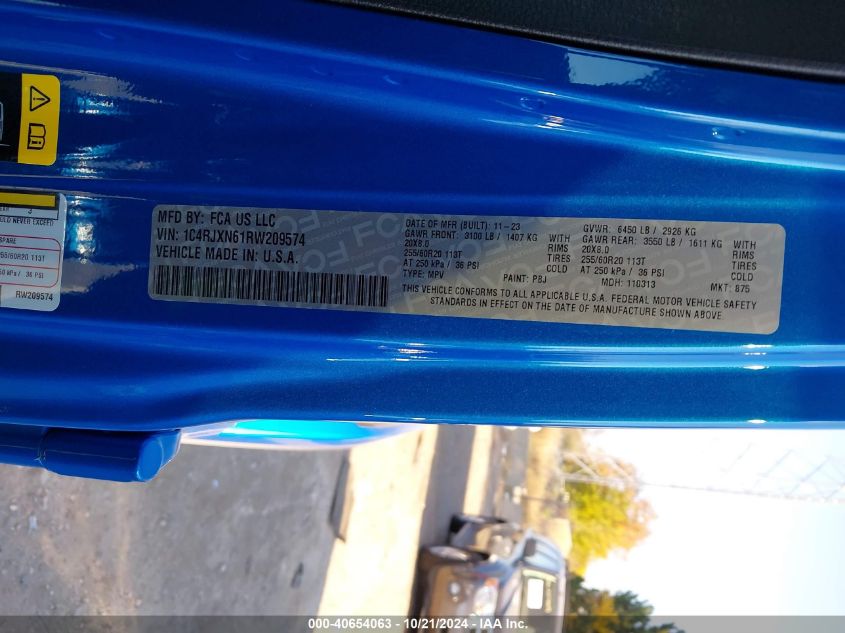 OULD NEVER EXCEED
SPARE
255/60R20 113T
250 kPa / 36 PSI
RW209574
MFD BY: FCA US LLC
VIN: 1C4RJXN61RW209574
VEHICLE MADE IN U.S.A.
DATE OF MFR (BUILT): 11-23 GVWR: 6450 LB / 2926 KG
GAWR FRONT: 3100 LB / 1407 KG WITH GAWR REAR: 3550 LB / 1611 KG WITH
20X8.0 RIMS 20X8.0 RIMS
255/60R20 113T TIRES 255/60R20 113T TIRES
AT 250 kPa / 36 PSI COLD AT 250 kPa / 36 PSI COLD
TYPE: MPV PAINT: PBJ MDH: 110313 MKT: 875
THIS VEHICLE CONFORMS TO ALL APPLICABLE U.S.A. FEDERAL MOTOR VEHICLE SAFETY
STANDARDS IN EFFECT ON THE DATE OF MANUFACTURE SHOWN ABOVE.
000-40654063 - 10/21/2024 - IAA Inc.